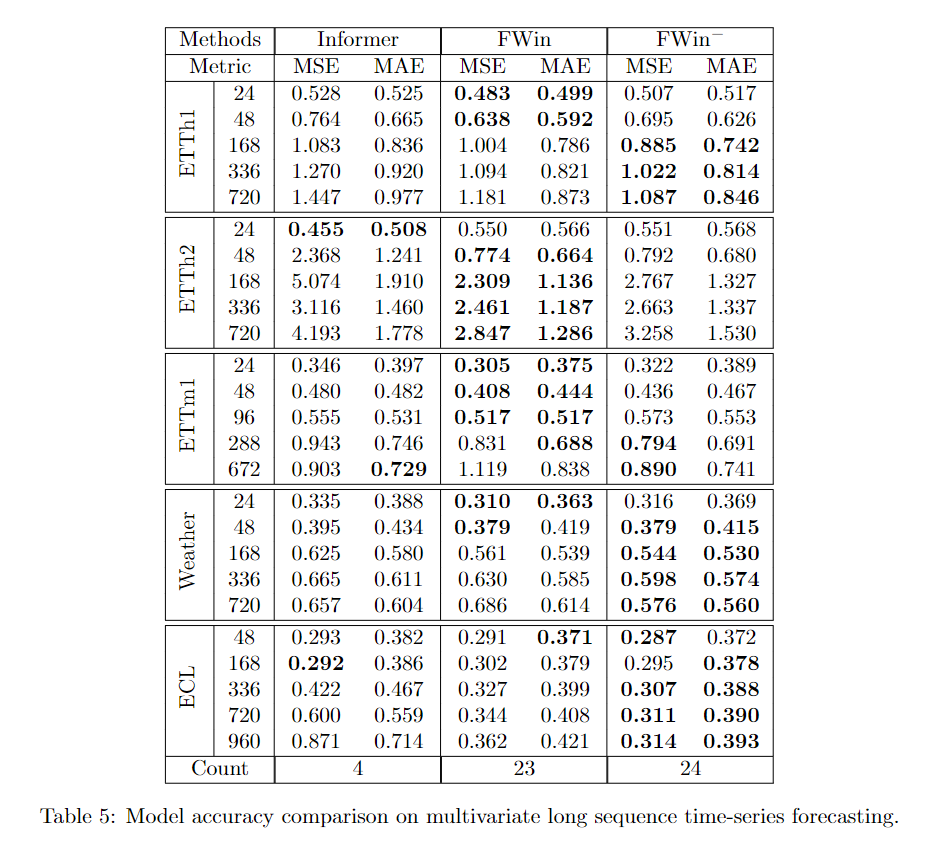 Methods Informer FWin FWin⁻
Metric MSE MAE MSE MAE MSE MAE
ETTh1
24 0.528 0.525 0.483 0.499 0.507 0.517
48 0.764 0.665 0.638 0.592 0.695 0.626
168 1.083 0.836 1.004 0.786 0.885 0.742
336 1.270 0.920 1.094 0.821 1.022 0.814
720 1.447 0.977 1.181 0.873 1.087 0.846
ETTh2
24 0.455 0.508 0.550 0.566 0.551 0.568
48 2.368 1.241 0.774 0.664 0.792 0.680
168 5.074 1.910 2.309 1.136 2.767 1.327
336 3.116 1.460 2.461 1.187 2.663 1.337
720 4.193 1.778 2.847 1.286 3.258 1.530
ETTm1
24 0.346 0.397 0.305 0.375 0.322 0.389
48 0.480 0.482 0.408 0.444 0.436 0.467
96 0.555 0.531 0.517 0.517 0.573 0.553
288 0.943 0.746 0.831 0.688 0.794 0.691
672 0.903 0.729 1.119 0.838 0.890 0.741
Weather
24 0.335 0.388 0.310 0.363 0.316 0.369
48 0.395 0.434 0.379 0.419 0.379 0.415
168 0.625 0.580 0.561 0.539 0.544 0.530
336 0.665 0.611 0.630 0.585 0.598 0.574
720 0.657 0.604 0.686 0.614 0.576 0.560
ECL
48 0.293 0.382 0.291 0.371 0.287 0.372
168 0.292 0.386 0.302 0.379 0.295 0.378
336 0.422 0.467 0.327 0.399 0.307 0.388
720 0.600 0.559 0.344 0.408 0.311 0.390
960 0.871 0.714 0.362 0.421 0.314 0.393
Count 4 23 24
Table 5: Model accuracy comparison on multivariate long sequence time-series forecasting.